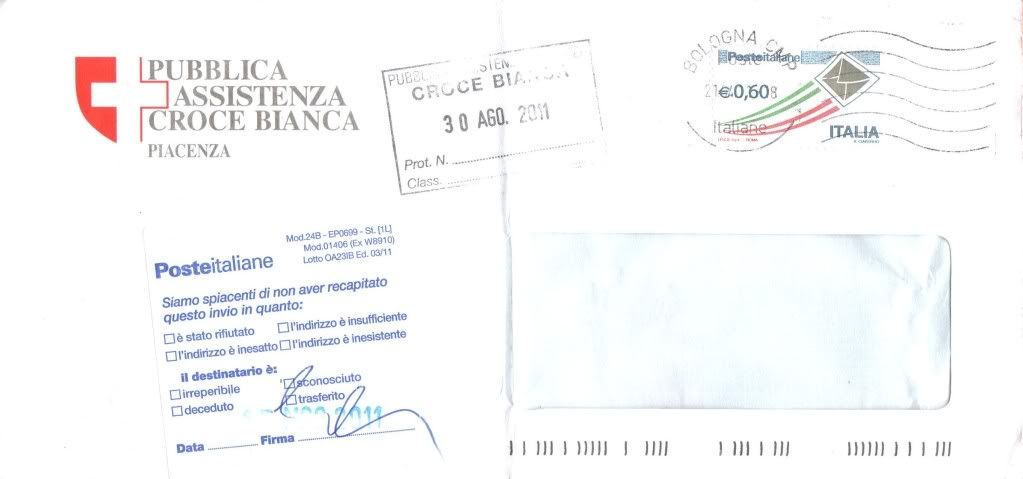 PUBBLICA
ASSISTENZA
CROCE BIANCA
PIACENZA
CROCE BIANCA
30 AGO. 2011
Prot. N.
Class.
BOLOGNA CMP
Posteitaliane
€0,60
Italiane
ITALIA
Mod.24B - EP0699 - St. [1L]
Mod.01406 (Ex W8910)
Lotto OA23IB Ed. 03/11
Posteitaliane
Siamo spiacenti di non aver recapitato
questo invio in quanto:
è stato rifiutato l'indirizzo è insufficiente
l'indirizzo è inesatto l'indirizzo è inesistente
il destinatario è:
irreperibile sconosciuto
deceduto trasferito
2011
Data Firma